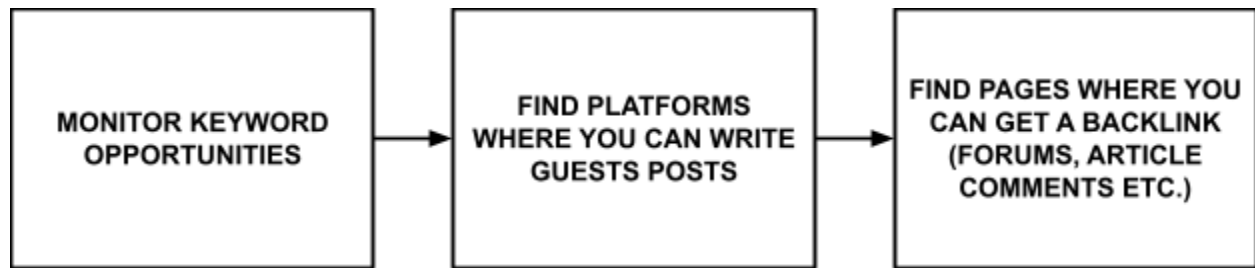 MONITOR KEYWORD
OPPORTUNITIES
FIND PLATFORMS
WHERE YOU CAN WRITE
GUESTS POSTS
FIND PAGES WHERE YOU
CAN GET A BACKLINK
(FORUMS, ARTICLE
COMMENTS ETC.)